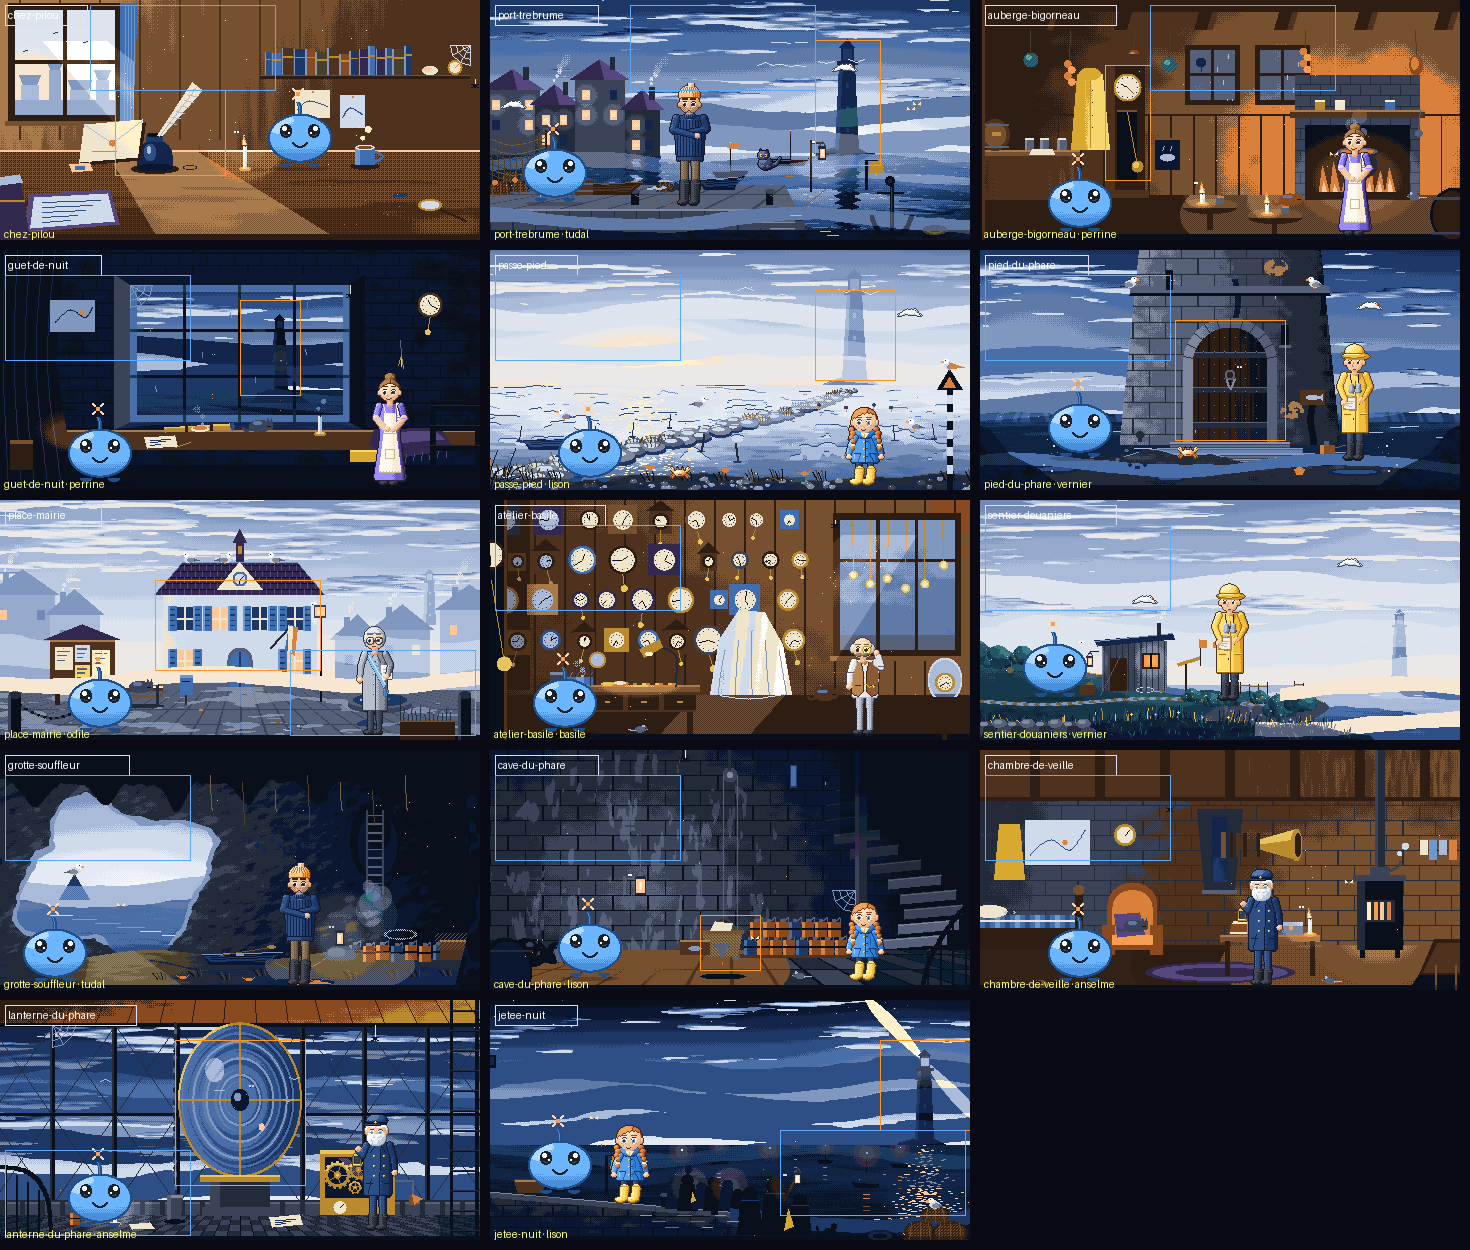 chez-pilou
port-trebrume
auberge-bigorneau
chez-pilou
port-trebrume·tudal
auberge-bigorneau·perrine
guet-de-nuit
passe-pied
pied-du-phare
guet-de-nuit·perrine
passe-pied·lison
pied-du-phare·vernier
place-mairie
atelier-basile
sentier-douaniers
place-mairie·odile
atelier-basile·basile
sentier-douaniers·vernier
grotte-souffleur
cave-du-phare
chambre-de-veille
grotte-souffleur·tudal
cave-du-phare·lison
chambre-de-veille·anselme
lanterne-du-phare
jetee-nuit
lanterne-du-phare·anselme
jetee-nuit·lison